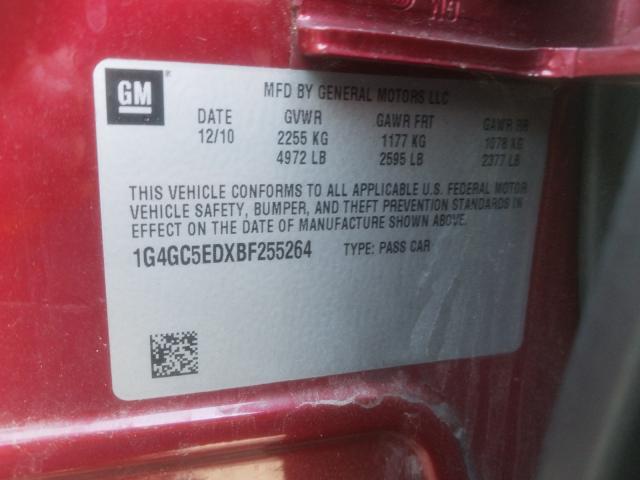 GM
MFD BY GENERAL MOTORS LLC
DATE GVWR GAWR FRT GAWR RR
12/10 2255 KG 1177 KG 1078 KG
4972 LB 2595 LB 2377 LB
THIS VEHICLE CONFORMS TO ALL APPLICABLE U.S. FEDERAL MOTOR
VEHICLE SAFETY, BUMPER, AND THEFT PREVENTION STANDARDS IN
EFFECT ON THE DATE OF MANUFACTURE SHOWN ABOVE.
1G4GC5EDXBF255264 TYPE: PASS CAR